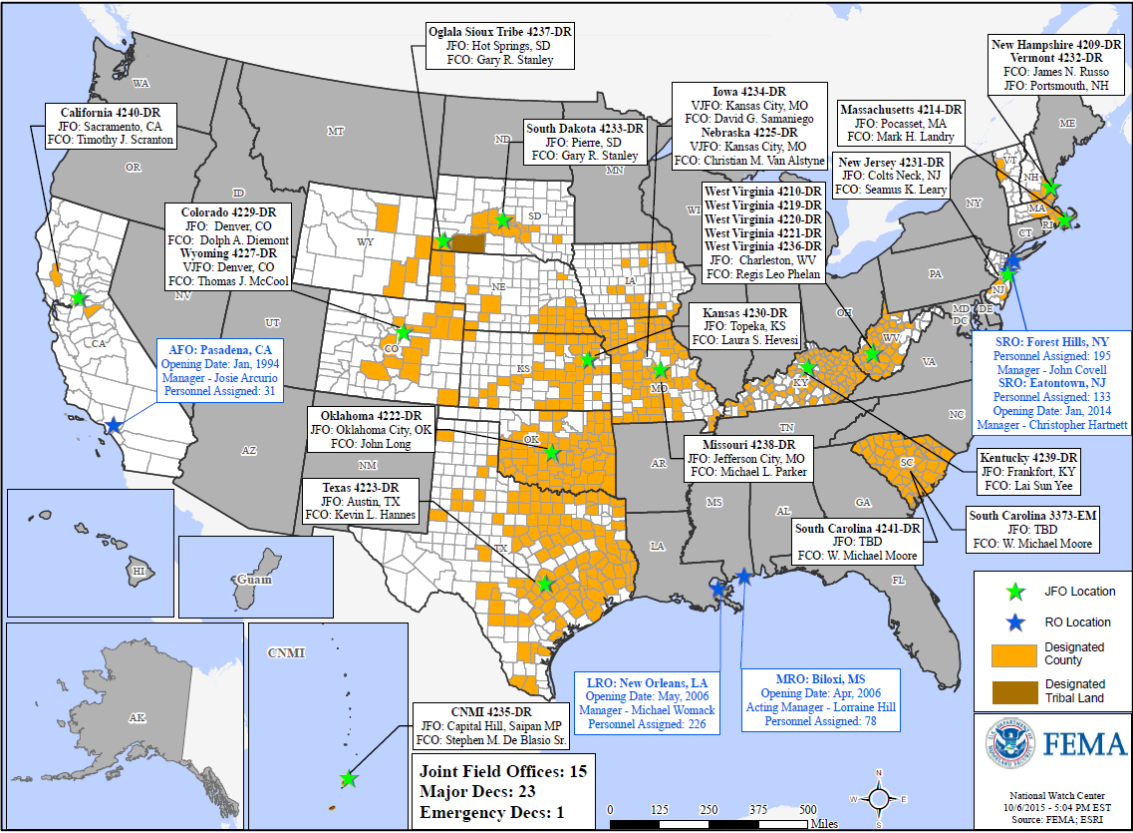 Oglala Sioux Tribe 4237-DR
JFO: Hot Springs, SD
FCO: Gary R. Stanley
New Hampshire 4209-DR
Vermont 4232-DR
FCO: James N. Russo
JFO: Portsmouth, NH
Iowa 4234-DR
VJFO: Kansas City, MO
FCO: David G. Samaniego
Nebraska 4225-DR
VJFO: Kansas City, MO
FCO: Christian M. Van Alstyne
Massachusetts 4214-DR
JFO: Pocasset, MA
FCO: Mark H. Landry
California 4240-DR
JFO: Sacramento, CA
FCO: Timothy J. Scranton
South Dakota 4233-DR
JFO: Pierre, SD
FCO: Gary R. Stanley
New Jersey 4231-DR
JFO: Colts Neck, NJ
FCO: Seamus K. Leary
West Virginia 4210-DR
West Virginia 4219-DR
West Virginia 4220-DR
West Virginia 4221-DR
West Virginia 4236-DR
JFO: Charleston, WV
FCO: Regis Leo Phelan
Colorado 4229-DR
JFO: Denver, CO
FCO: Dolph A. Diemont
Wyoming 4227-DR
VJFO: Denver, CO
FCO: Thomas J. McCool
Kansas 4230-DR
JFO: Topeka, KS
FCO: Laura S. Hevesi
AFO: Pasadena, CA
Opening Date: Jan, 1994
Manager - Josie Arcurio
Personnel Assigned: 31
SRO: Forest Hills, NY
Personnel Assigned: 195
Manager - John Covell
SRO: Eatontown, NJ
Personnel Assigned: 133
Opening Date: Jan, 2014
Manager - Christopher Hartnett
Oklahoma 4222-DR
JFO: Oklahoma City, OK
FCO: John Long
Missouri 4238-DR
JFO: Jefferson City, MO
FCO: Michael L. Parker
Kentucky 4239-DR
JFO: Frankfort, KY
FCO: Lai Sun Yee
Texas 4223-DR
JFO: Austin, TX
FCO: Kevin L. Hannes
South Carolina 3373-EM
JFO: TBD
FCO: W. Michael Moore
South Carolina 4241-DR
JFO: TBD
FCO: W. Michael Moore
LRO: New Orleans, LA
Opening Date: May, 2006
Manager - Michael Womack
Personnel Assigned: 226
MRO: Biloxi, MS
Opening Date: Apr, 2006
Acting Manager - Lorraine Hill
Personnel Assigned: 78
CNMI 4235-DR
JFO: Capital Hill, Saipan MP
FCO: Stephen M. De Blasio Sr.
Joint Field Offices: 15
Major Decs: 23
Emergency Decs: 1
WA
OR
CA
NV
ID
MT
WY
UT
CO
AZ
NM
ND
SD
NE
KS
OK
TX
MN
IA
MO
AR
LA
WI
MS
AL
TN
KY
OH
WV
VA
NC
SC
GA
FL
PA
NY
NJ
MD
DC
DE
CT
RI
MA
VT
NH
ME
HI
Guam
AK
CNMI
JFO Location
RO Location
Designated
County
Designated
Tribal Land
FEMA
National Watch Center
10/6/2015 - 5:04 PM EST
Source: FEMA; ESRI
N
W
E
S
0 125 250 375 500
Miles